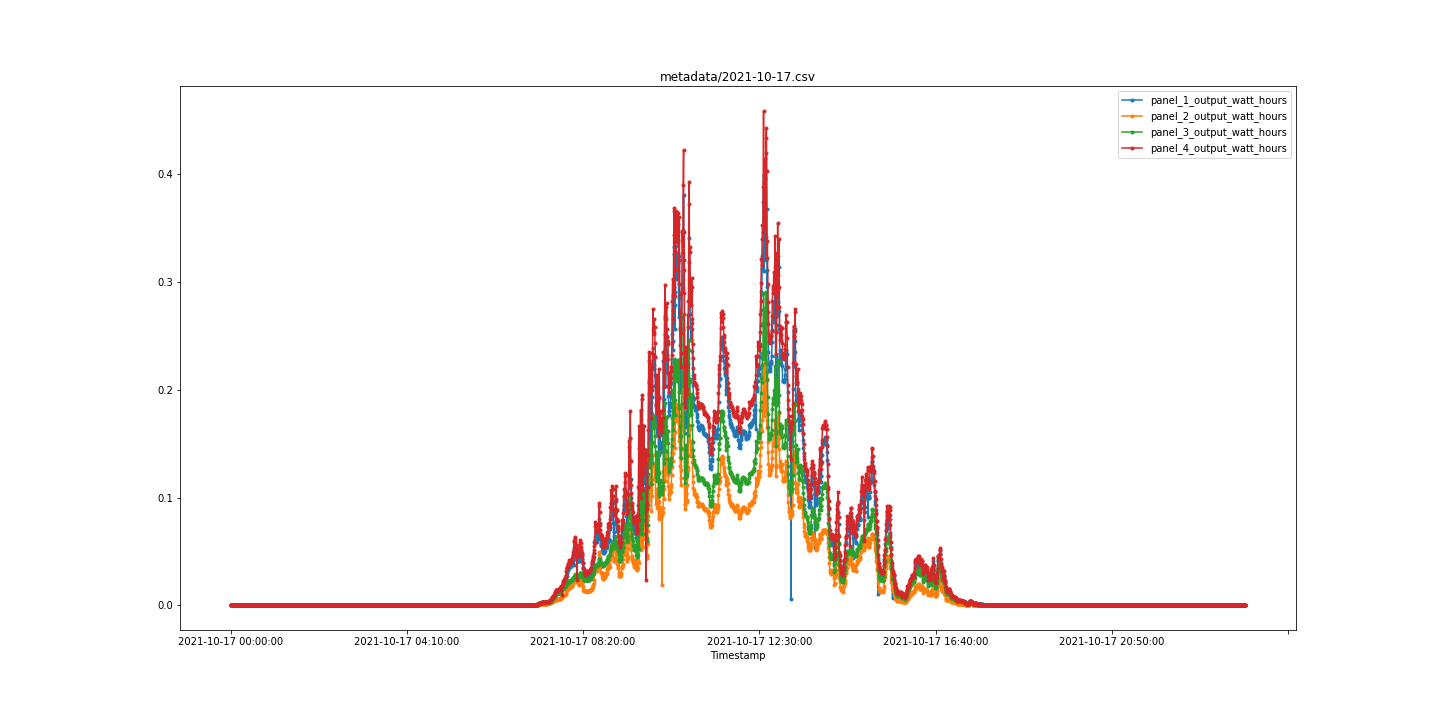 metadata/2021-10-17.csv
panel_1_output_watt_hours
panel_2_output_watt_hours
panel_3_output_watt_hours
panel_4_output_watt_hours
0.4
0.3
0.2
0.1
0.0
2021-10-17 00:00:00 2021-10-17 04:10:00 2021-10-17 08:20:00 2021-10-17 12:30:00 2021-10-17 16:40:00 2021-10-17 20:50:00
Timestamp